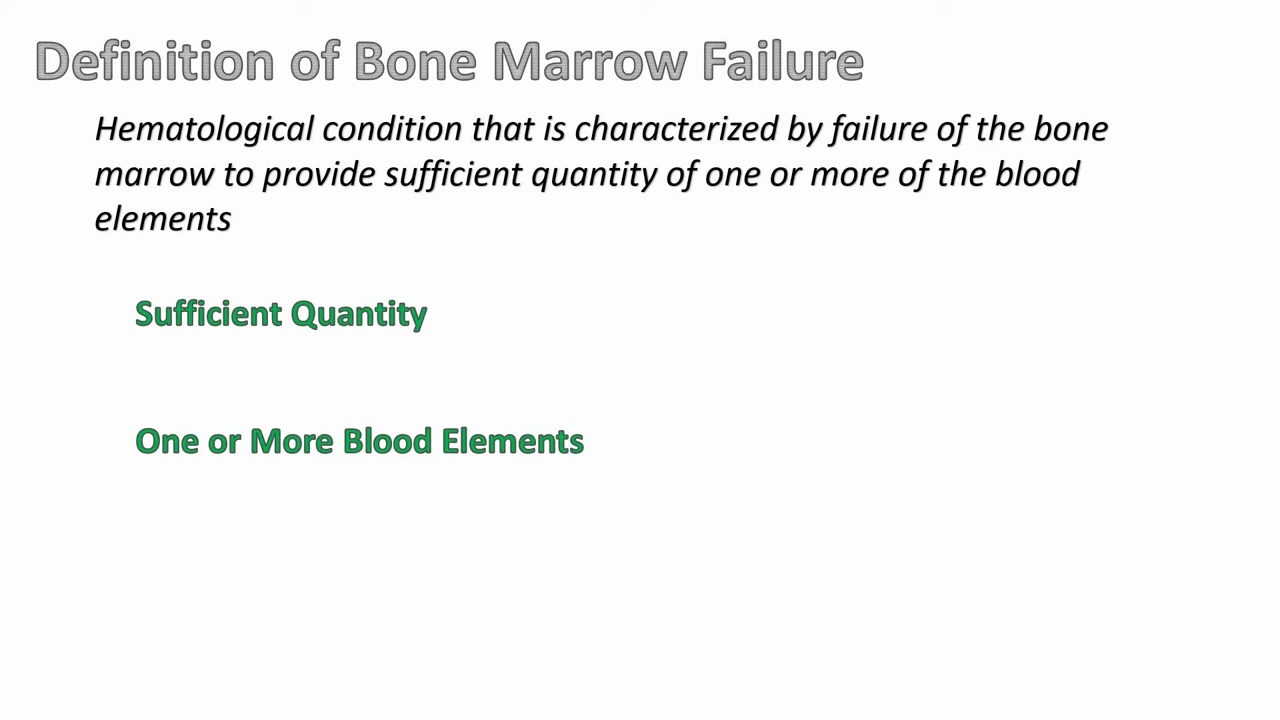 Definition of Bone Marrow Failure
Hematological condition that is characterized by failure of the bone
marrow to provide sufficient quantity of one or more of the blood
elements
Sufficient Quantity
One or More Blood Elements